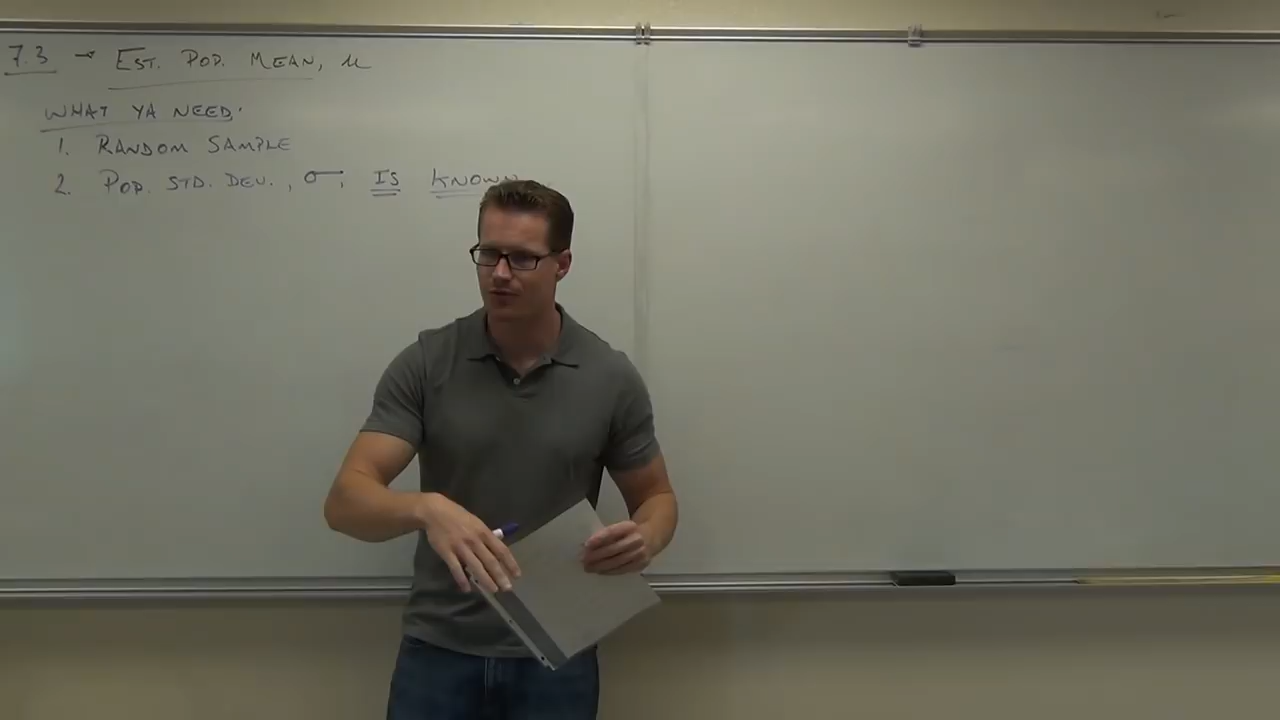 7.3 → EST. POP. MEAN, μ
WHAT YA NEED:
1. RANDOM SAMPLE
2. POP. STD. DEV., σ, IS KNOWN